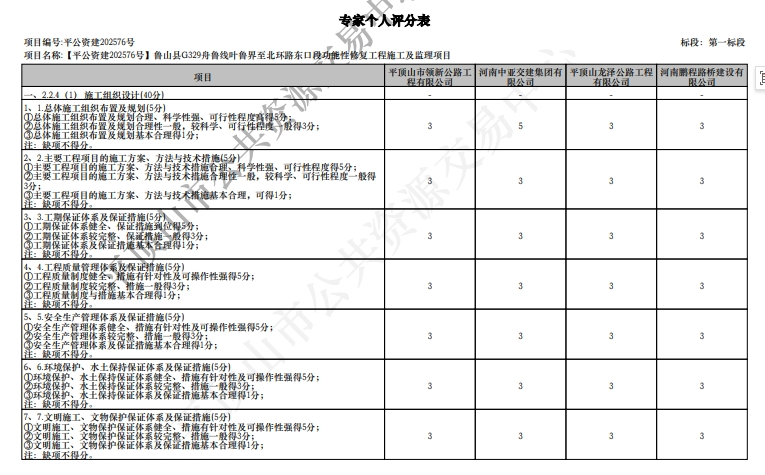 专家个人评分表
项目编号:平公资建202576号
标段: 第一标段
项目名称:【平公资建202576号】鲁山县G329舟鲁线叶鲁界至北环路东口段功能性修复工程施工及监理项目
项目 平顶山市领新公路工程有限公司 河南中亚交建集团有限公司 平顶山龙泽公路工程有限公司 河南鹏程路桥建设有限公司
一、2.2.4 (1) 施工组织设计(40分) - - - -
1、1.总体施工组织布置及规划(5分)
①总体施工组织布置及规划合理、科学性强、可行性程度高得5分;
②总体施工组织布置及规划合理性一般, 较科学、可行性程度一般得3分;
③总体施工组织布置及规划基本合理得1分;
注: 缺项不得分。
3 5 3 3
2、2.主要工程项目的施工方案、方法与技术措施(5分)
①主要工程项目的施工方案、方法与技术措施合理、科学性强、可行性程度得5分;
②主要工程项目的施工方案、方法与技术措施合理性一般, 较科学、可行性程度一般得
3分;
③主要工程项目的施工方案、方法与技术措施基本合理, 可得1分;
注: 缺项不得分。
3 3 3 3
3、3.工期保证体系及保证措施(5分)
①工期保证体系健全、保证措施到位得5分;
②工期保证体系较完整、保证措施一般得3分;
③工期保证体系及保证措施基本合理得1分;
注: 缺项不得分。
3 3 3 3
4、4.工程质量管理体系及保证措施(5分)
①工程质量制度健全、措施有针对性及可操作性强得5分;
②工程质量制度较完整、措施一般得3分;
③工程质量制度与措施基本合理得1分;
注: 缺项不得分。
3 3 3 3
5、5.安全生产管理体系及保证措施(5分)
①安全生产管理体系健全、措施有针对性及可操作性强得5分;
②安全生产管理体系较完整、措施一般得3分;
③安全生产管理体系及保证措施基本合理得1分;
注: 缺项不得分。
3 3 3 3
6、6.环境保护、水土保持保证体系及保证措施(5分)
①环境保护、水土保持保证体系健全、措施有针对性及可操作性强得5分;
②环境保护、水土保持保证体系较完整、措施一般得3分;
③环境保护、水土保持保证体系及保证措施基本合理得1分;
注: 缺项不得分。
3 3 3 3
7、7.文明施工、文物保护保证体系及保证措施(5分)
①文明施工、文物保护保证体系健全、措施有针对性及可操作性强得5分;
②文明施工、文物保护保证体系较完整、措施一般得3分;
③文明施工、文物保护保证体系及保证措施基本合理得1分;
注: 缺项不得分。
3 3 3 3
平顶山市公共资源交易中心
山市公共资源交易中心